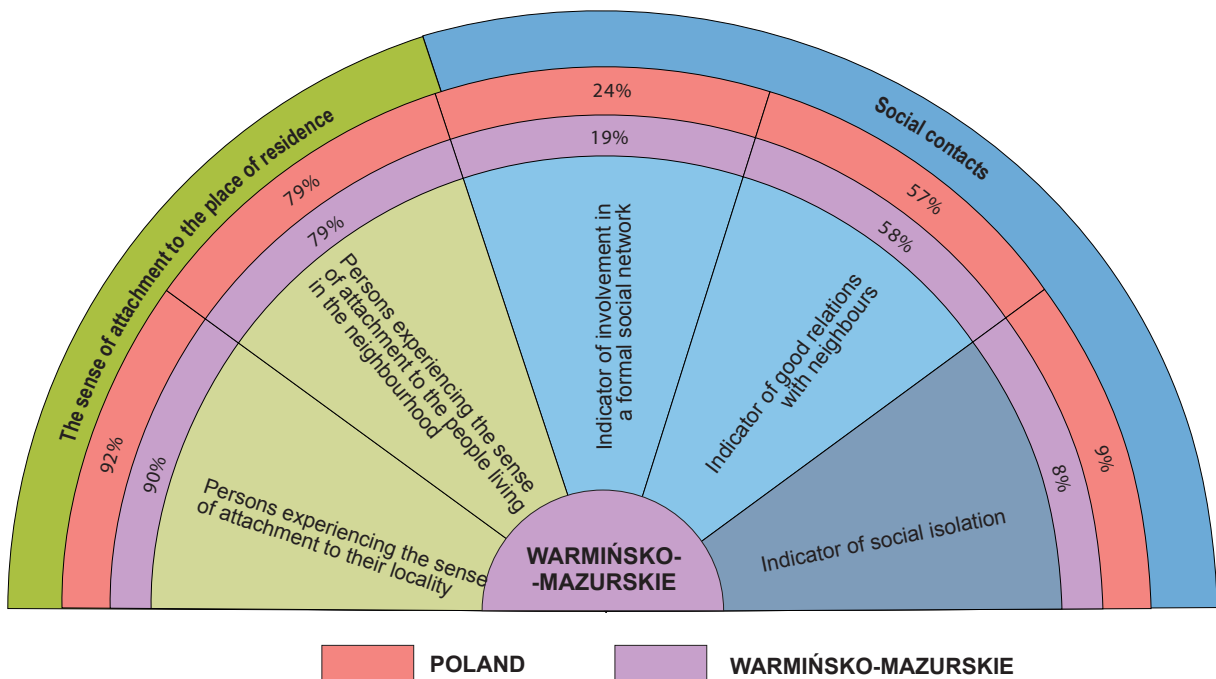 The sense of attachment to the place of residence
Social contacts
92%
79%
24%
57%
9%
90%
79%
19%
58%
8%
Persons experiencing the sense
of attachment to their locality
Persons experiencing the sense
of attachment to the people living
in the neighbourhood
Indicator of involvement in
a formal social network
Indicator of good relations
with neighbours
Indicator of social isolation
WARMIŃSKO-
-MAZURSKIE
POLAND
WARMIŃSKO-MAZURSKIE